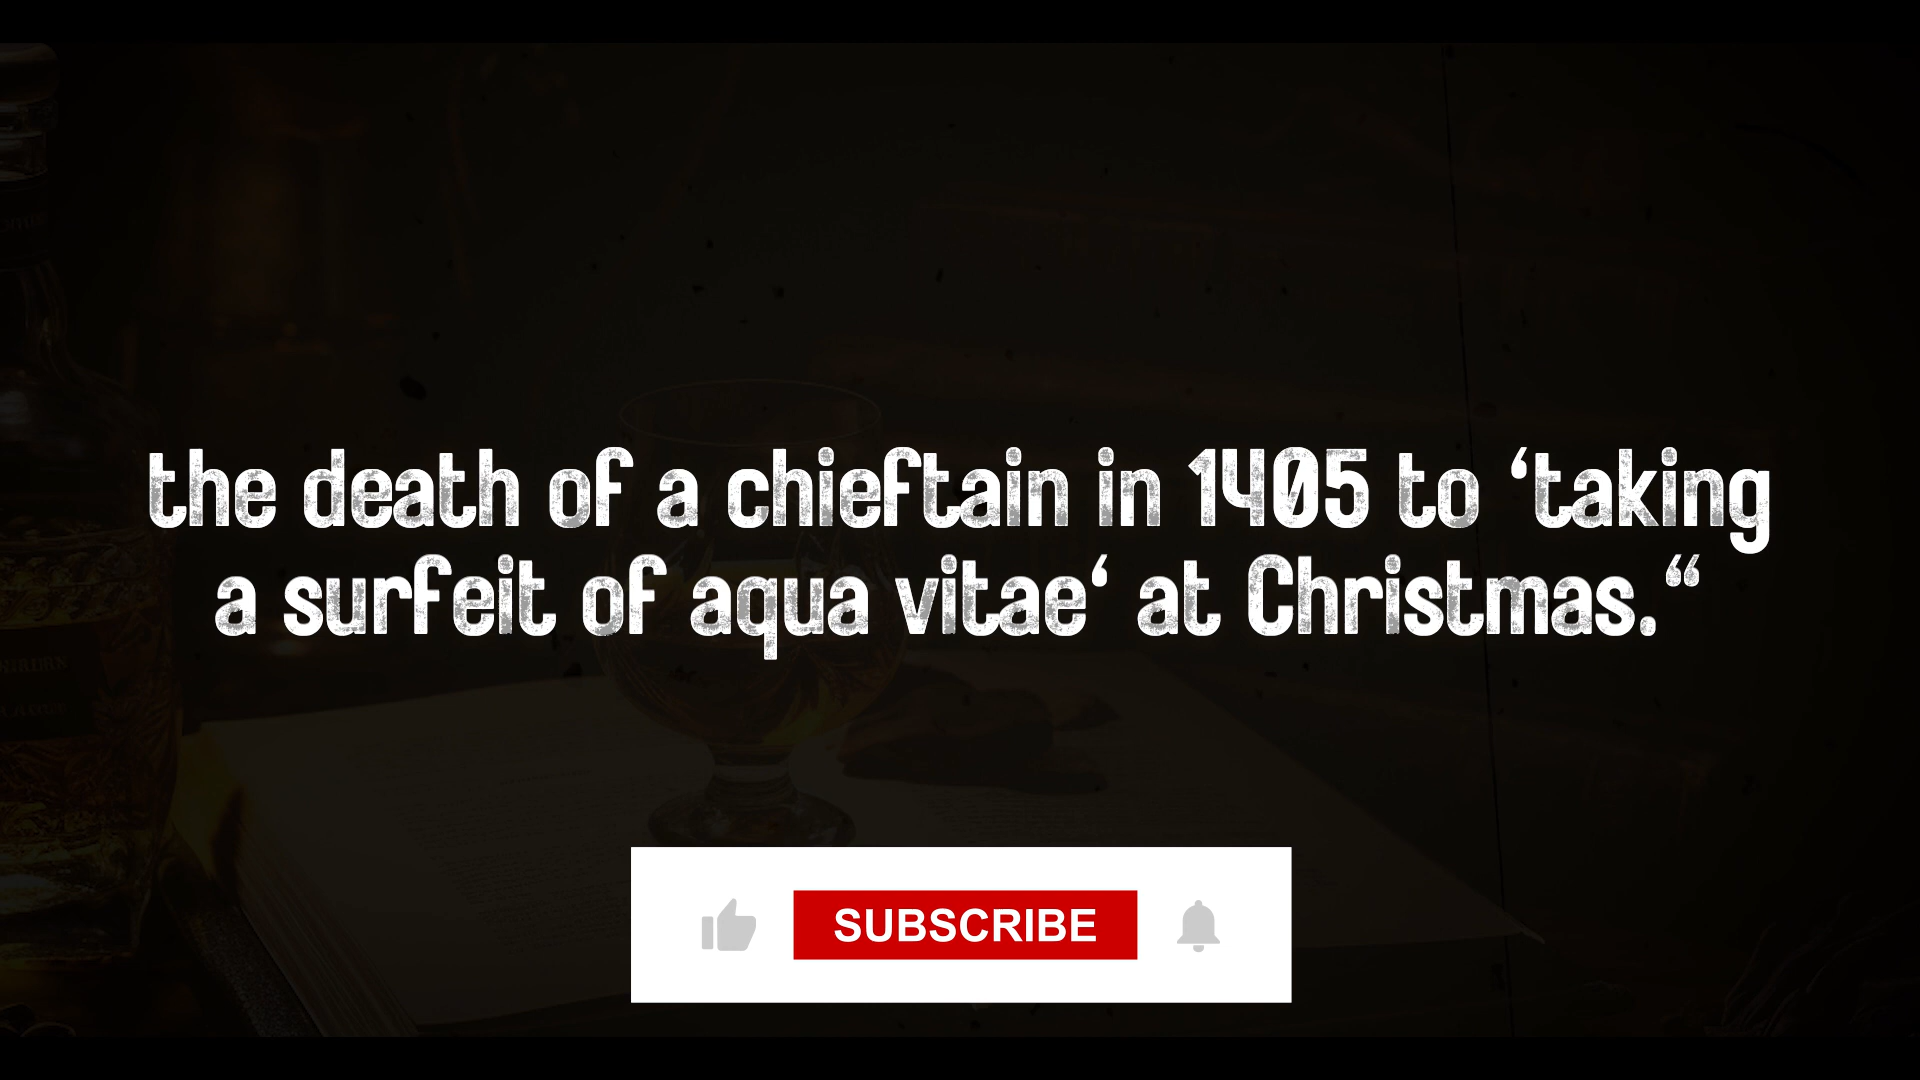 the death of a chieftain in 1405 to ‘taking
a surfeit of aqua vitae‘ at Christmas.“
SUBSCRIBE